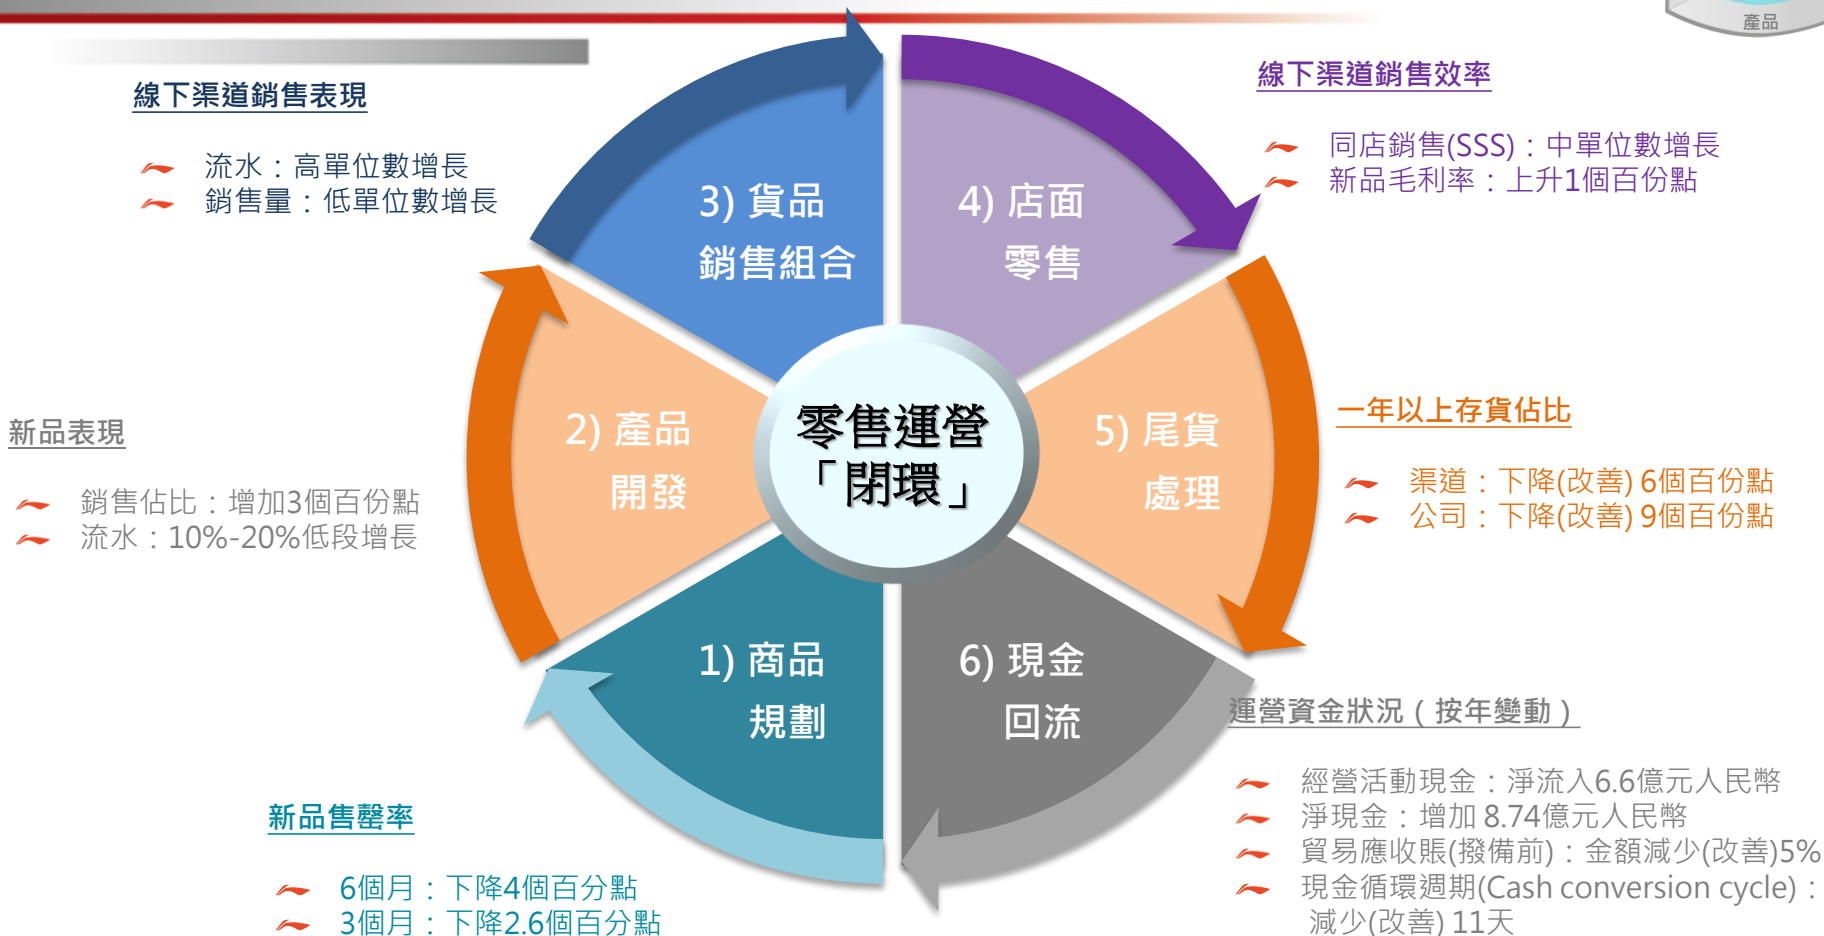 產品
線下渠道銷售表現
流水：高單位數增長
銷售量：低單位數增長
線下渠道銷售效率
同店銷售(SSS)：中單位數增長
新品毛利率：上升1個百份點
3) 貨品
銷售組合
4) 店面
零售
新品表現
銷售佔比：增加3個百份點
流水：10%-20%低段增長
2) 產品
開發
零售運營
「閉環」
5) 尾貨
處理
一年以上存貨佔比
渠道：下降(改善) 6個百份點
公司：下降(改善) 9個百份點
1) 商品
規劃
6) 現金
回流
新品售罄率
6個月：下降4個百分點
3個月：下降2.6個百分點
運營資金狀況（按年變動）
經營活動現金：淨流入6.6億元人民幣
淨現金：增加 8.74億元人民幣
貿易應收賬(撥備前)：金額減少(改善)5%
現金循環週期(Cash conversion cycle)：
減少(改善) 11天